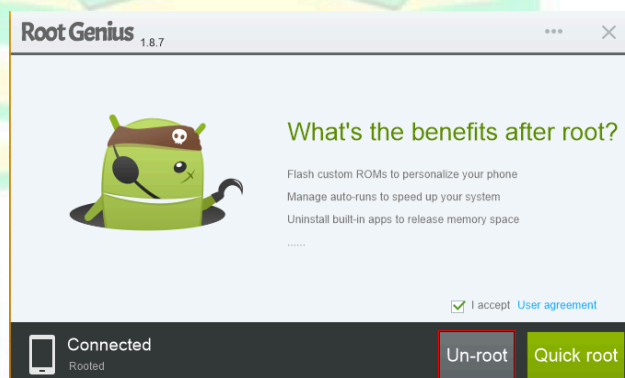 Root Genius 1.8.7
What's the benefits after root?
Flash custom ROMs to personalize your phone
Manage auto-runs to speed up your system
Uninstall built-in apps to release memory space
......
I accept User agreement
Connected
Rooted
Un-root Quick root